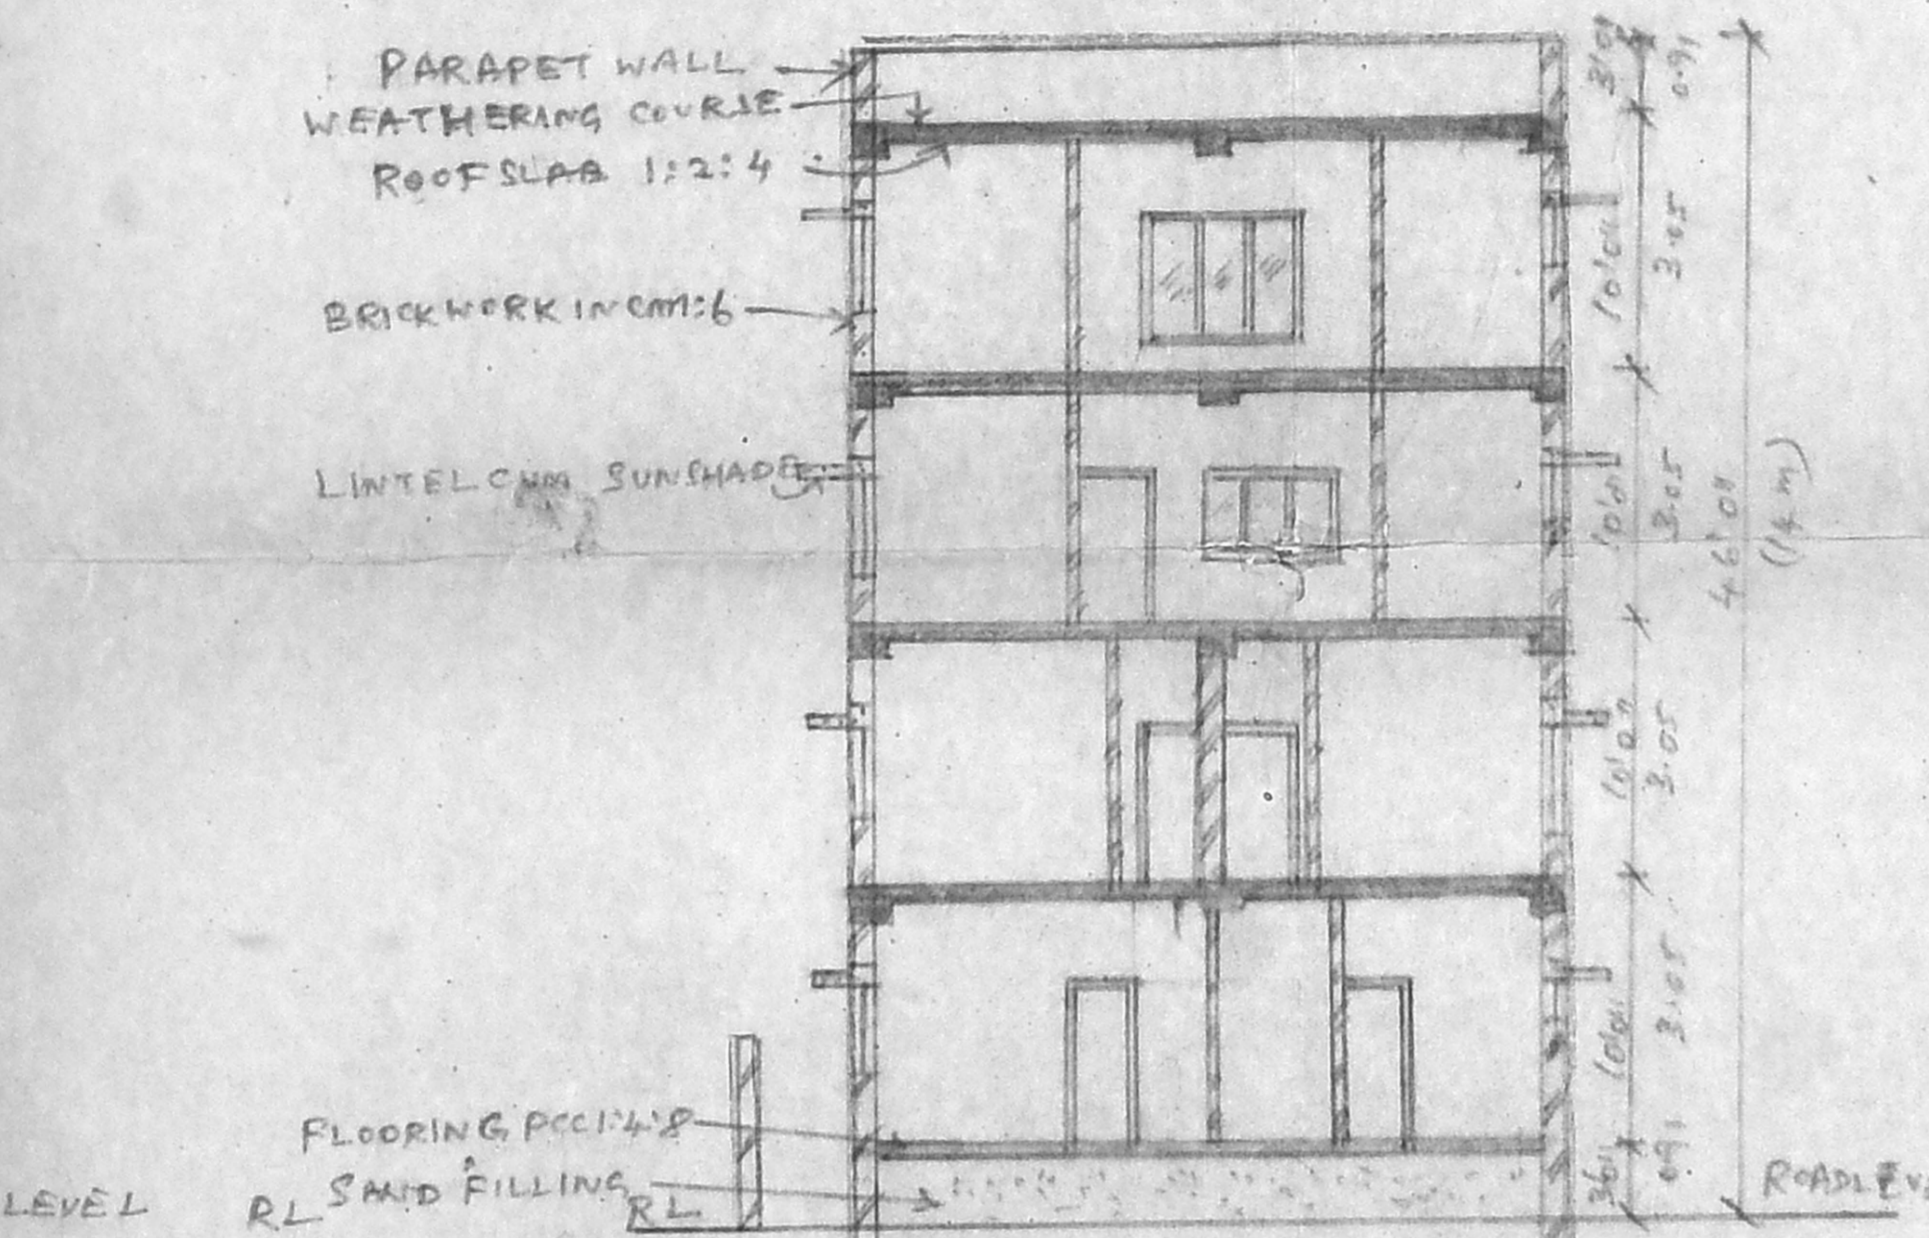 PARAPET WALL
WEATHERING COURSE
ROOF SLAB 1:2:4
BRICKWORK IN CM 1:6
LINTEL CUM SUNSHADE
FLOORING PCC 1:4:8
SAND FILLING
LEVEL
RL
RL
ROADLEV
3'0"
0.91
10'0"
3.05
10'0"
3.05
10'0"
3.05
10'0"
3.05
3'0"
0.91
46'0"
(14 m)